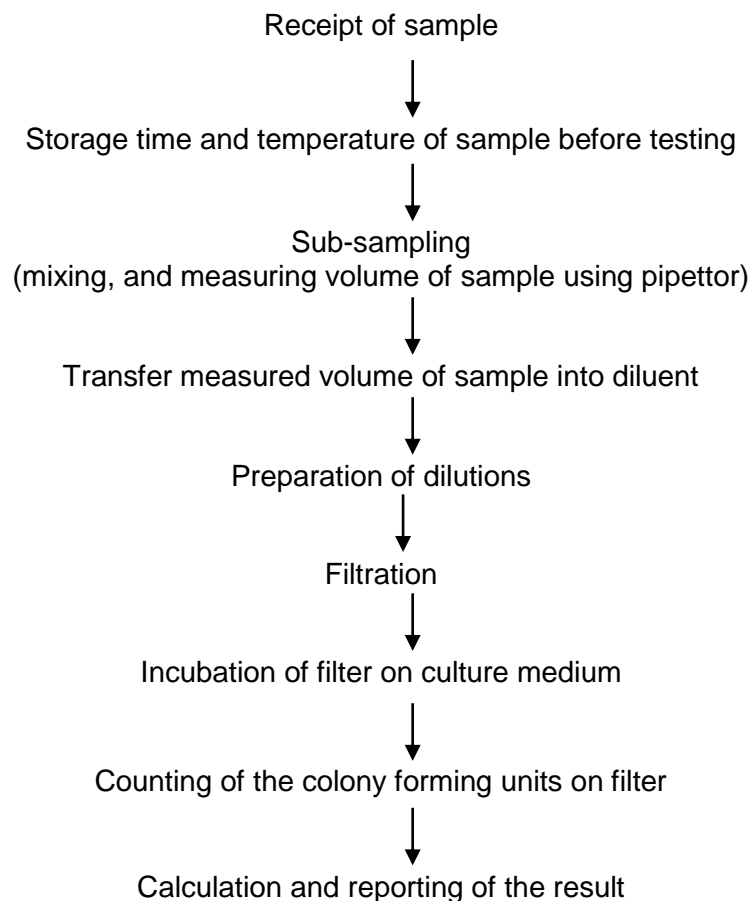 Receipt of sample
Storage time and temperature of sample before testing
Sub-sampling
(mixing, and measuring volume of sample using pipettor)
Transfer measured volume of sample into diluent
Preparation of dilutions
Filtration
Incubation of filter on culture medium
Counting of the colony forming units on filter
Calculation and reporting of the result